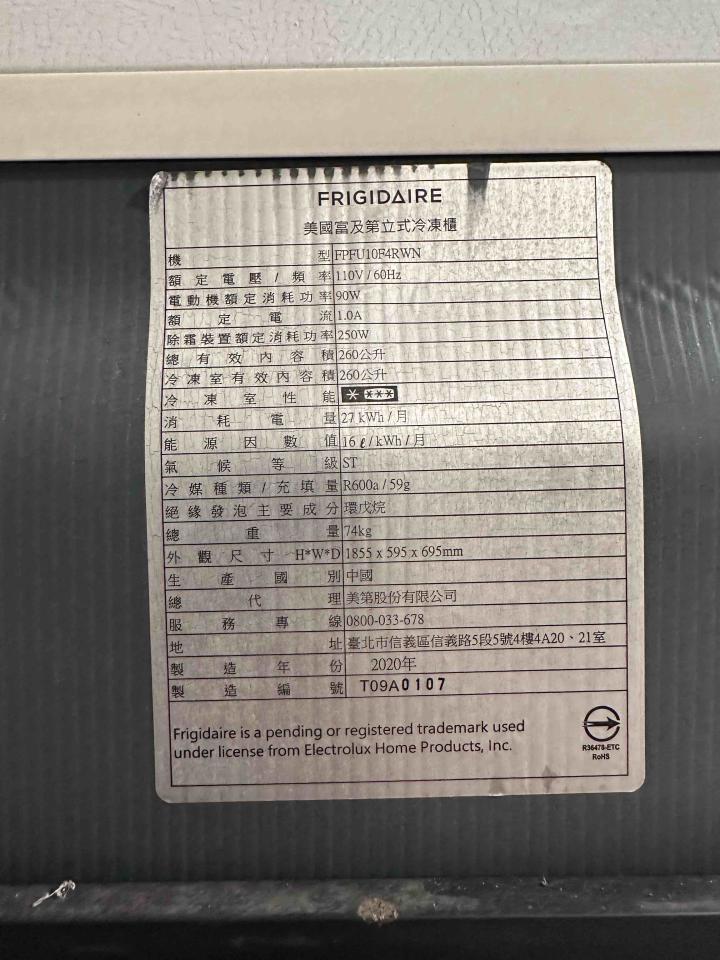 FRIGIDAIRE
美國富及第立式冷凍櫃
機型 FPFU10F4RWN
額定電壓/頻率 110V / 60Hz
電動機額定消耗功率 90W
額定電流 1.0A
除霜裝置額定消耗功率 250W
總有效內容積 260公升
冷凍室有效內容積 260公升
冷凍室性能 * ***
消耗電量 27 kWh / 月
能源因數值 16 ℓ / kWh / 月
氣候等級 ST
冷媒種類/充填量 R600a / 59g
絕緣發泡主要成分 環戊烷
總重量 74kg
外觀尺寸 H*W*D 1855 x 595 x 695mm
生產國別 中國
總代理 美第股份有限公司
服務專線 0800-033-678
地址 臺北市信義區信義路5段5號4樓4A20、21室
製造年份 2020年
製造編號 T09A0107
Frigidaire is a pending or registered trademark used
under license from Electrolux Home Products, Inc.
R36478-ETC
RoHS